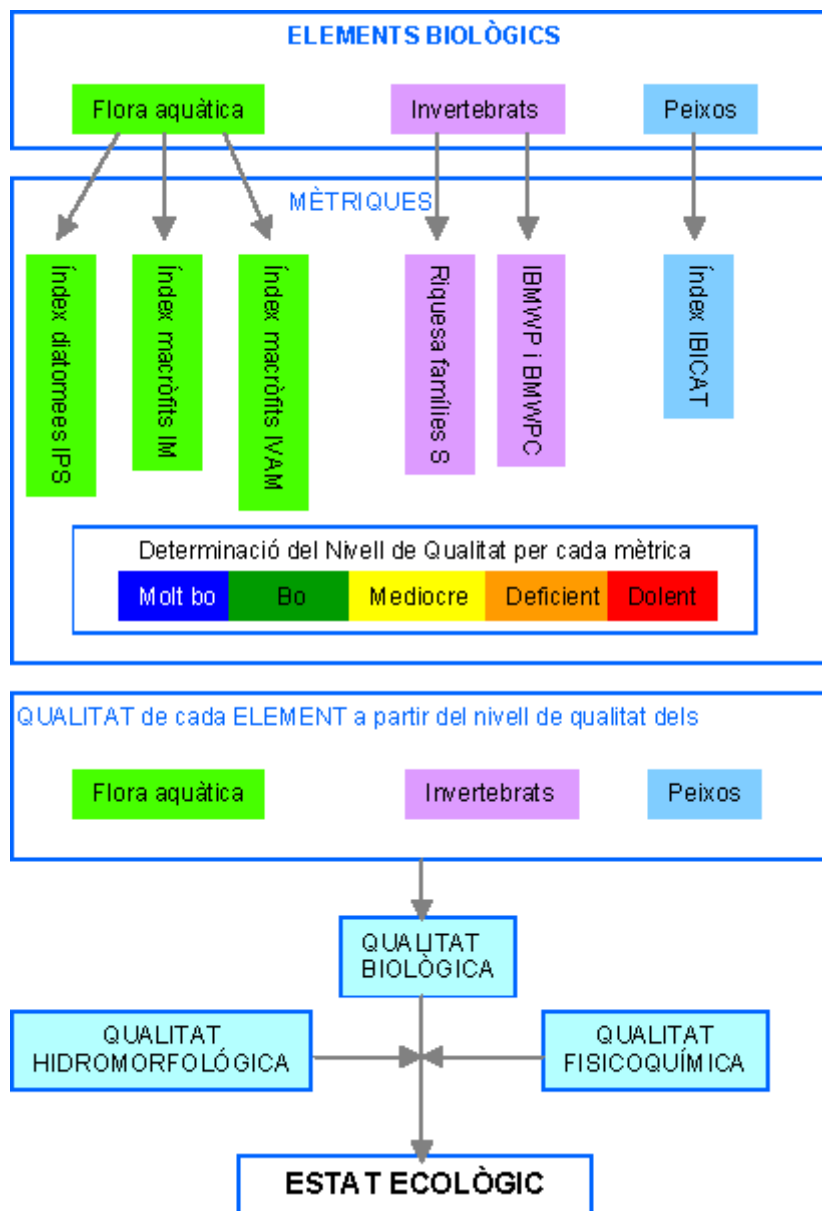 ELEMENTS BIOLÒGICS
Flora aquàtica
Invertebrats
Peixos
MÈTRIQUES
Índex diatomees IPS
Índex macròfits IM
Índex macròfits IVAM
Riquesa famílies S
IBMWP i BMWPC
Índex IBICAT
Determinació del Nivell de Qualitat per cada mètrica
Molt bo
Bo
Mediocre
Deficient
Dolent
QUALITAT de cada ELEMENT a partir del nivell de qualitat dels
Flora aquàtica
Invertebrats
Peixos
QUALITAT
BIOLÒGICA
QUALITAT
HIDROMORFOLÓGICA
QUALITAT
FISICOQUÍMICA
ESTAT ECOLÒGIC